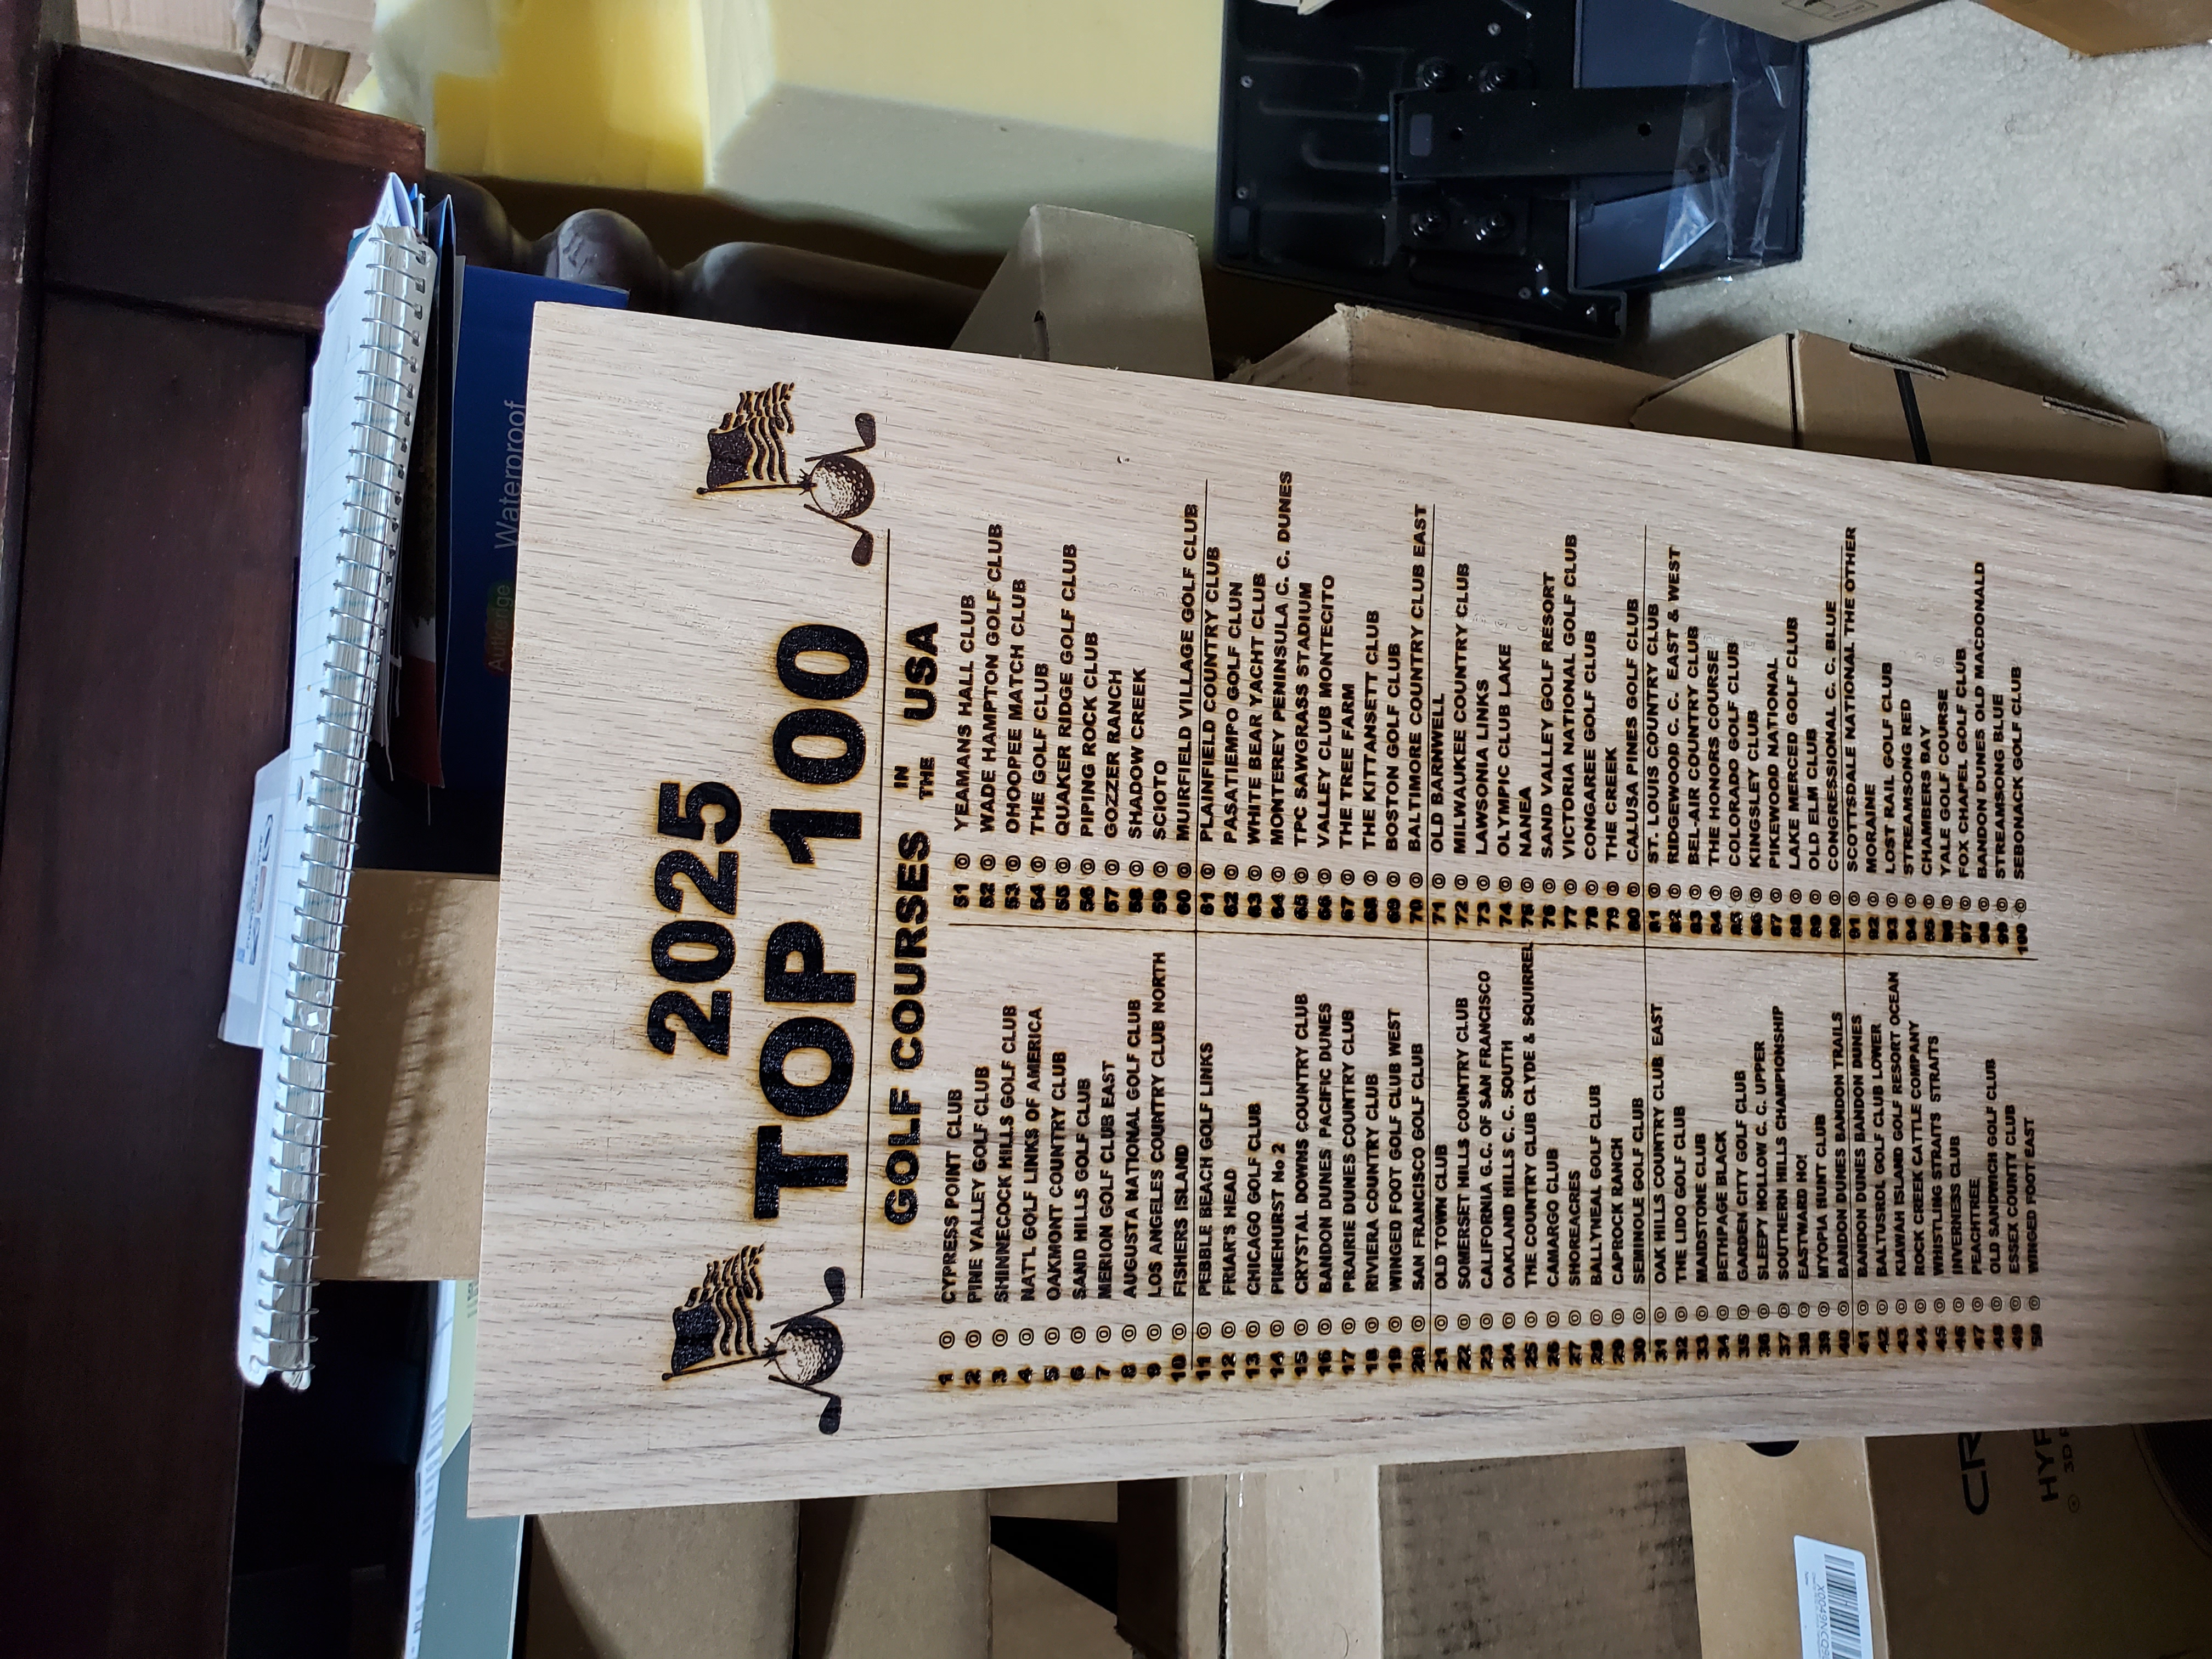 2025
TOP 100
GOLF COURSES IN THE USA
1 CYPRESS POINT CLUB
2 PINE VALLEY GOLF CLUB
3 SHINNECOCK HILLS GOLF CLUB
4 NAT'L GOLF LINKS OF AMERICA
5 OAKMONT COUNTRY CLUB
6 SAND HILLS GOLF CLUB
7 MERION GOLF CLUB EAST
8 AUGUSTA NATIONAL GOLF CLUB
9 LOS ANGELES COUNTRY CLUB NORTH
10 FISHERS ISLAND
11 PEBBLE BEACH GOLF LINKS
12 FRIAR'S HEAD
13 CHICAGO GOLF CLUB
14 PINEHURST No 2
15 CRYSTAL DOWNS COUNTRY CLUB
16 BANDON DUNES PACIFIC DUNES
17 PRAIRIE DUNES COUNTRY CLUB
18 RIVIERA COUNTRY CLUB
19 WINGED FOOT GOLF CLUB WEST
20 SAN FRANCISCO GOLF CLUB
21 OLD TOWN CLUB
22 SOMERSET HILLS COUNTRY CLUB
23 CALIFORNIA G.C. OF SAN FRANCISCO
24 OAKLAND HILLS C. C. SOUTH
25 THE COUNTRY CLUB CLYDE & SQUIRREL
26 CAMARGO CLUB
27 SHOREACRES
28 BALLYNEAL GOLF CLUB
29 CAPROCK RANCH
30 SEMINOLE GOLF CLUB
31 OAK HILLS COUNTRY CLUB EAST
32 THE LIDO GOLF CLUB
33 MAIDSTOME CLUB
34 BETHPAGE BLACK
35 GARDEN CITY GOLF CLUB
36 SLEEPY HOLLOW C. C. UPPER
37 SOUTHERN HILLS CHAMPIONSHIP
38 EASTWARD HO!
39 MYOPIA HUNT CLUB
40 BANDON DUNES BANDON TRAILS
41 BANDON DUNES BANDON DUNES
42 BALTUSROL GOLF CLUB LOWER
43 KIAWAH ISLAND GOLF RESORT OCEAN
44 ROCK CREEK CATTLE COMPANY
45 WHISTLING STRAITS STRAITS
46 INVERNESS CLUB
47 PEACHTREE
48 OLD SANDWICH GOLF CLUB
49 ESSEX COUNTY CLUB
50 WINGED FOOT EAST
51 YEAMANS HALL CLUB
52 WADE HAMPTON GOLF CLUB
53 OHOOPEE MATCH CLUB
54 THE GOLF CLUB
55 QUAKER RIDGE GOLF CLUB
56 PIPING ROCK CLUB
57 GOZZER RANCH
58 SHADOW CREEK
59 SCIOTO
60 MUIRFIELD VILLAGE GOLF CLUB
61 PLAINFIELD COUNTRY CLUB
62 PASATIEMPO GOLF CLUN
63 WHITE BEAR YACHT CLUB
64 MONTEREY PENINSULA C. C. DUNES
65 TPC SAWGRASS STADIUM
66 VALLEY CLUB MONTECITO
67 THE TREE FARM
68 THE KITTANSETT CLUB
69 BOSTON GOLF CLUB
70 BALTIMORE COUNTRY CLUB EAST
71 OLD BARNWELL
72 MILWAUKEE COUNTRY CLUB
73 LAWSONIA LINKS
74 OLYMPIC CLUB LAKE
75 NANEA
76 SAND VALLEY GOLF RESORT
77 VICTORIA NATIONAL GOLF CLUB
78 CONGAREE GOLF CLUB
79 THE CREEK
80 CALUSA PINES GOLF CLUB
81 ST. LOUIS COUNTRY CLUB
82 RIDGEWOOD C. C. EAST & WEST
83 BEL-AIR COUNTRY CLUB
84 THE HONORS COURSE
85 COLORADO GOLF CLUB
86 KINGSLEY CLUB
87 PIKEWOOD NATIONAL
88 LAKE MERCED GOLF CLUB
89 OLD ELM CLUB
90 CONGRESSIONAL C. C. BLUE
91 SCOTTSDALE NATIONAL THE OTHER
92 MORAINE
93 LOST RAIL GOLF CLUB
94 STREAMSONG RED
95 CHAMBERS BAY
96 YALE GOLF COURSE
97 FOX CHAPEL GOLF CLUB
98 BANDON DUNES OLD MACDONALD
99 STREAMSONG BLUE
100 SEBONACK GOLF CLUB
Waterproof